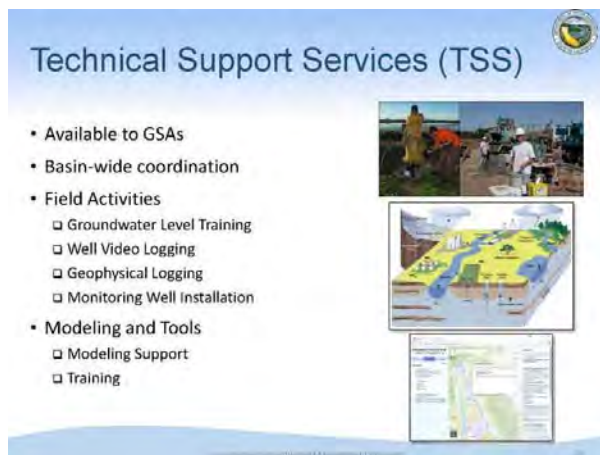 Technical Support Services (TSS)
• Available to GSAs
• Basin-wide coordination
• Field Activities
❑ Groundwater Level Training
❑ Well Video Logging
❑ Geophysical Logging
❑ Monitoring Well Installation
• Modeling and Tools
❑ Modeling Support
❑ Training